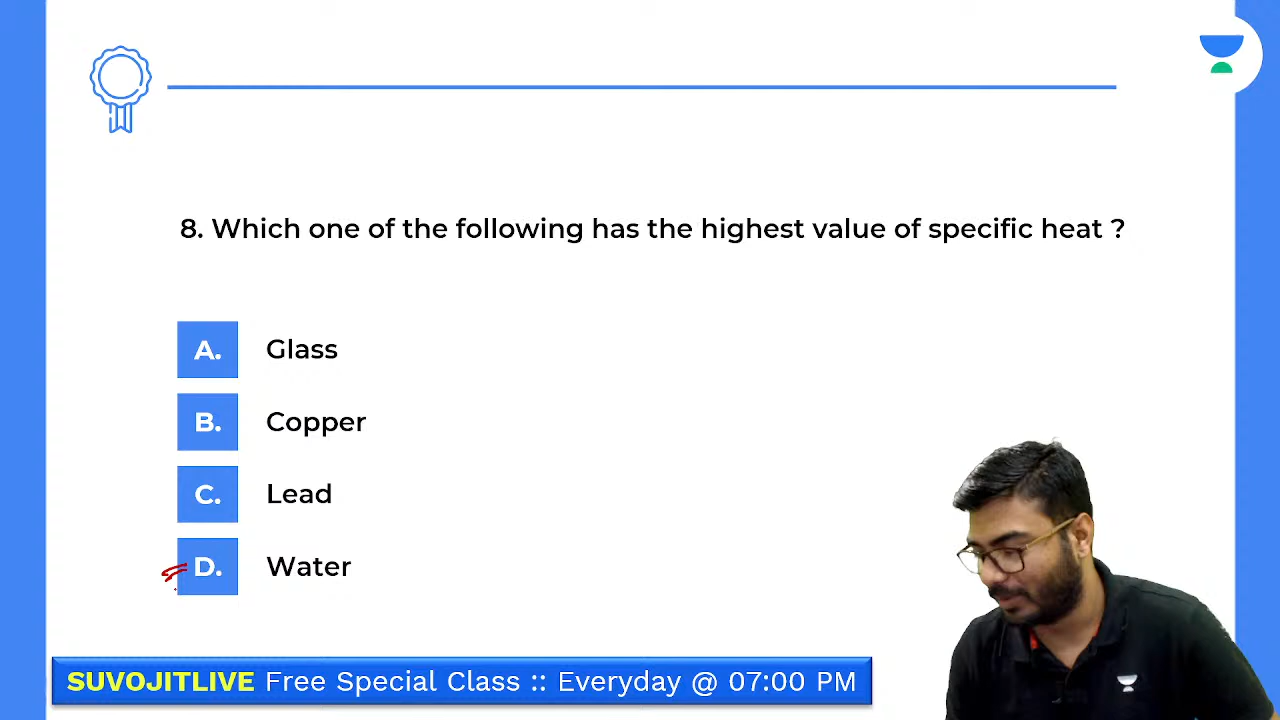 8. Which one of the following has the highest value of specific heat ?
A. Glass
B. Copper
C. Lead
D. Water
SUVOJITLIVE Free Special Class :: Everyday @ 07:00 PM